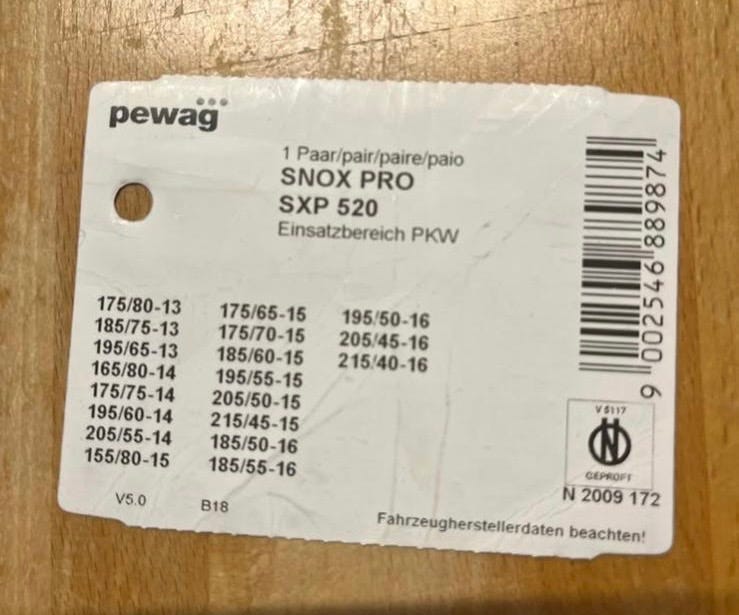 pewag
1 Paar/pair/paire/paio
SNOX PRO
SXP 520
Einsatzbereich PKW
175/80-13
185/75-13
195/65-13
165/80-14
175/75-14
195/60-14
205/55-14
155/80-15
175/65-15
175/70-15
185/60-15
195/55-15
205/50-15
215/45-15
185/50-16
185/55-16
195/50-16
205/45-16
215/40-16
9 002546 889874
V 5117
N
GEPRÜFT
N 2009 172
V5.0
B18
Fahrzeugherstellerdaten beachten!